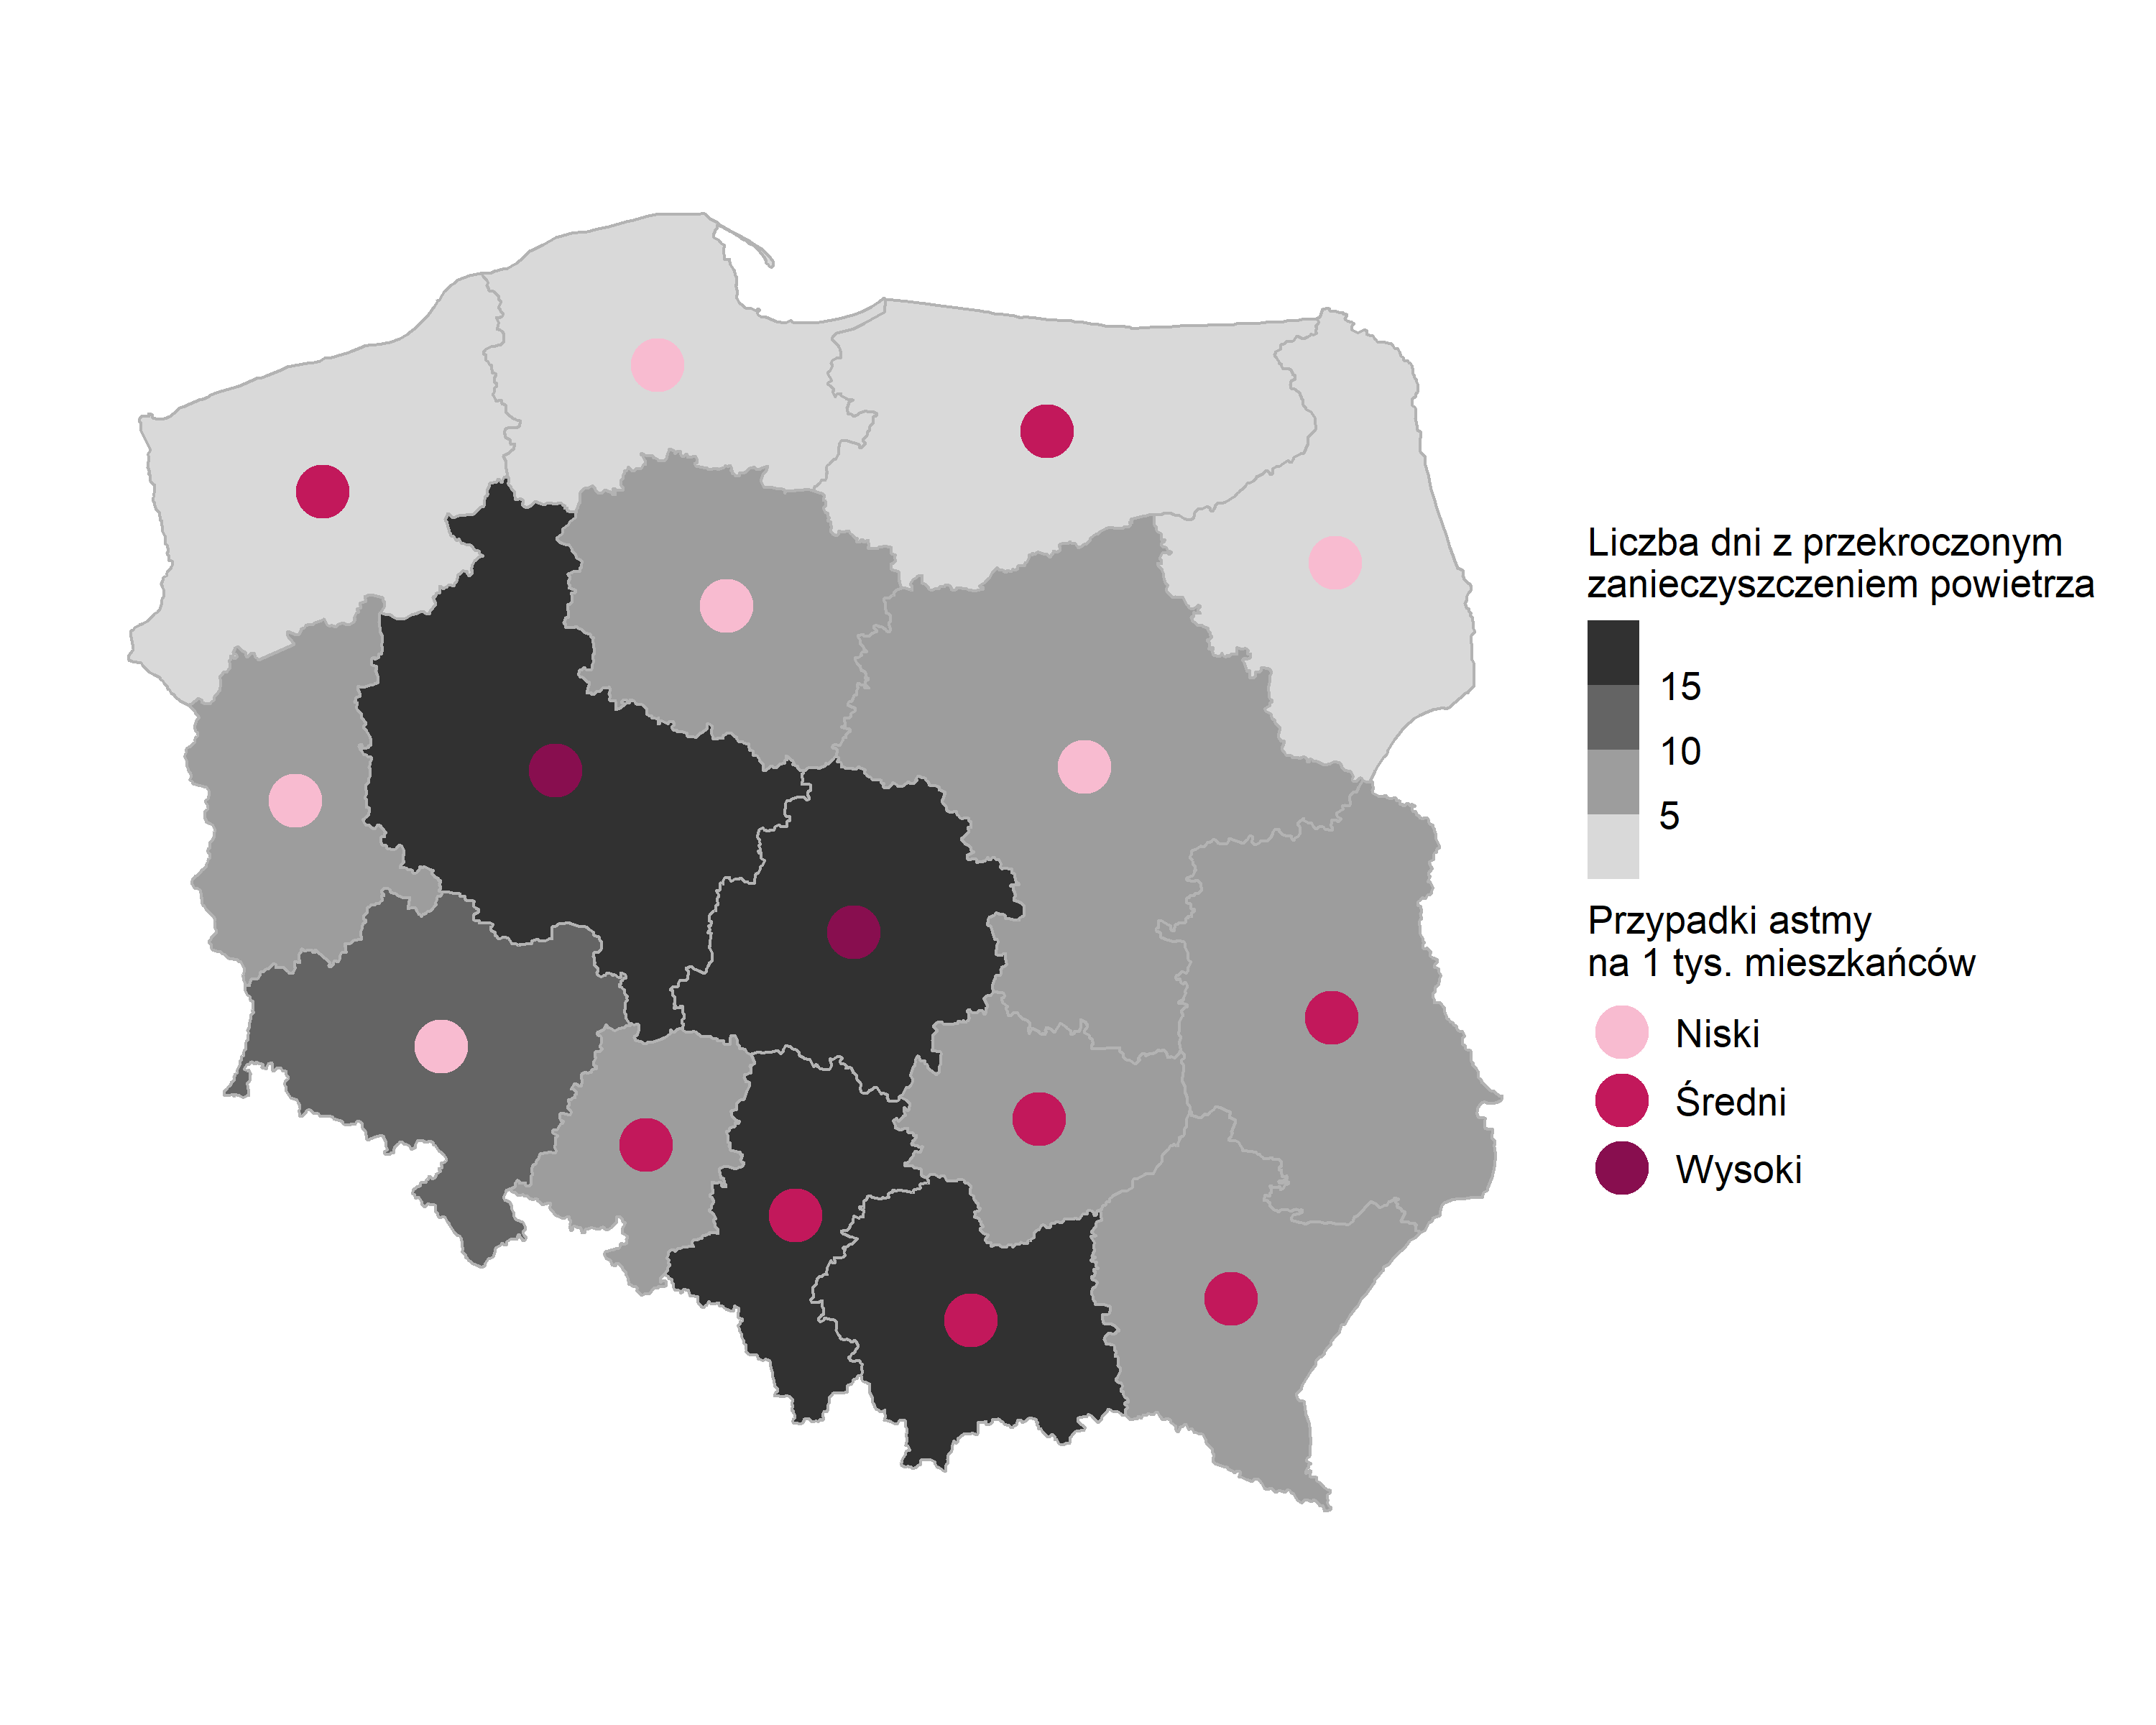 Liczba dni z przekroczonym
zanieczyszczeniem powietrza
15
10
5
Przypadki astmy
na 1 tys. mieszkańców
Niski
Średni
Wysoki